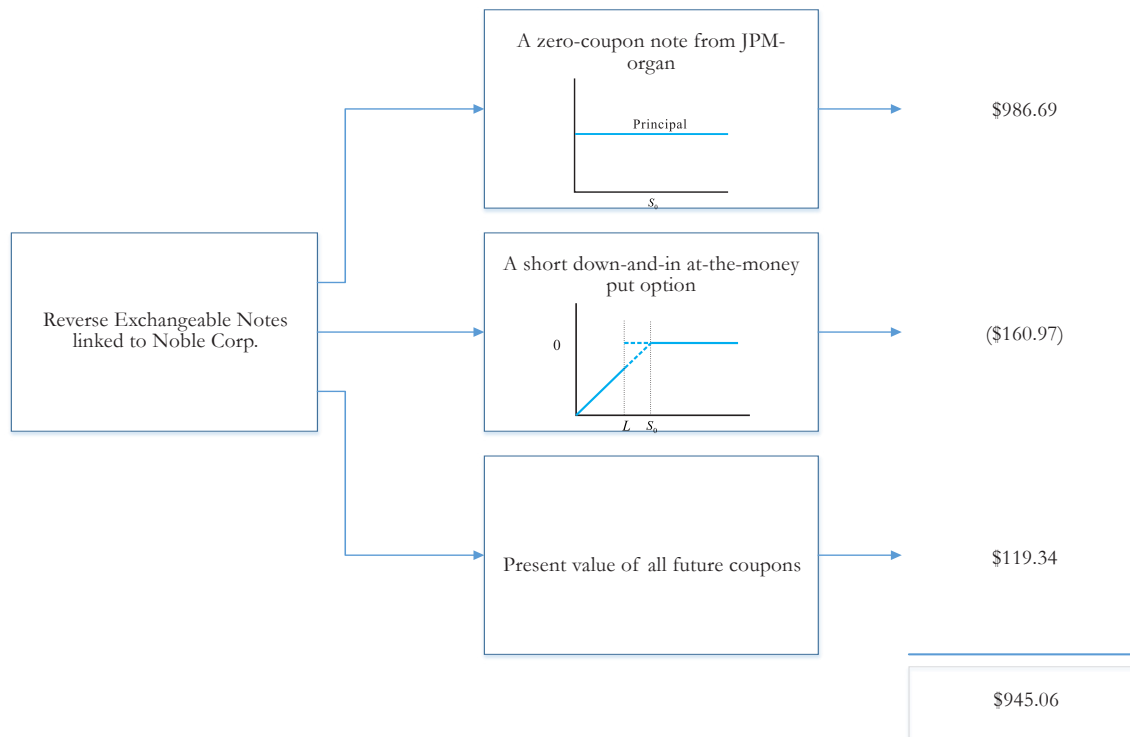 A zero-coupon note from JPM-
organ
Principal
S₀
$986.69
Reverse Exchangeable Notes
linked to Noble Corp.
A short down-and-in at-the-money
put option
0
L S₀
($160.97)
Present value of all future coupons
$119.34
$945.06